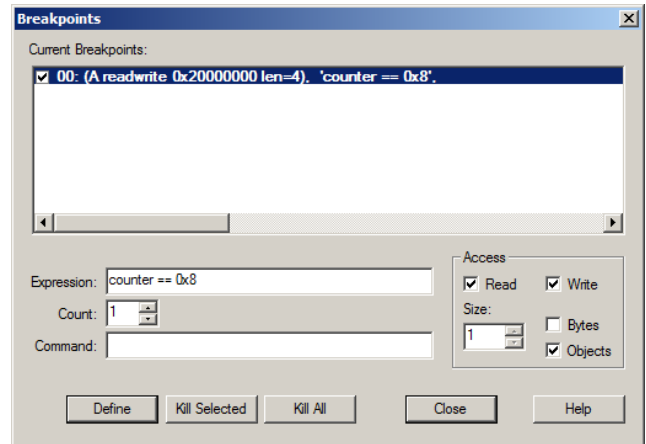 Breakpoints
Current Breakpoints:
00: (A readwrite 0x20000000 len=4), 'counter == 0x8',
Access
Expression: counter == 0x8
Read Write
Count: 1
Size:
1
Bytes
Command:
Objects
Define Kill Selected Kill All Close Help